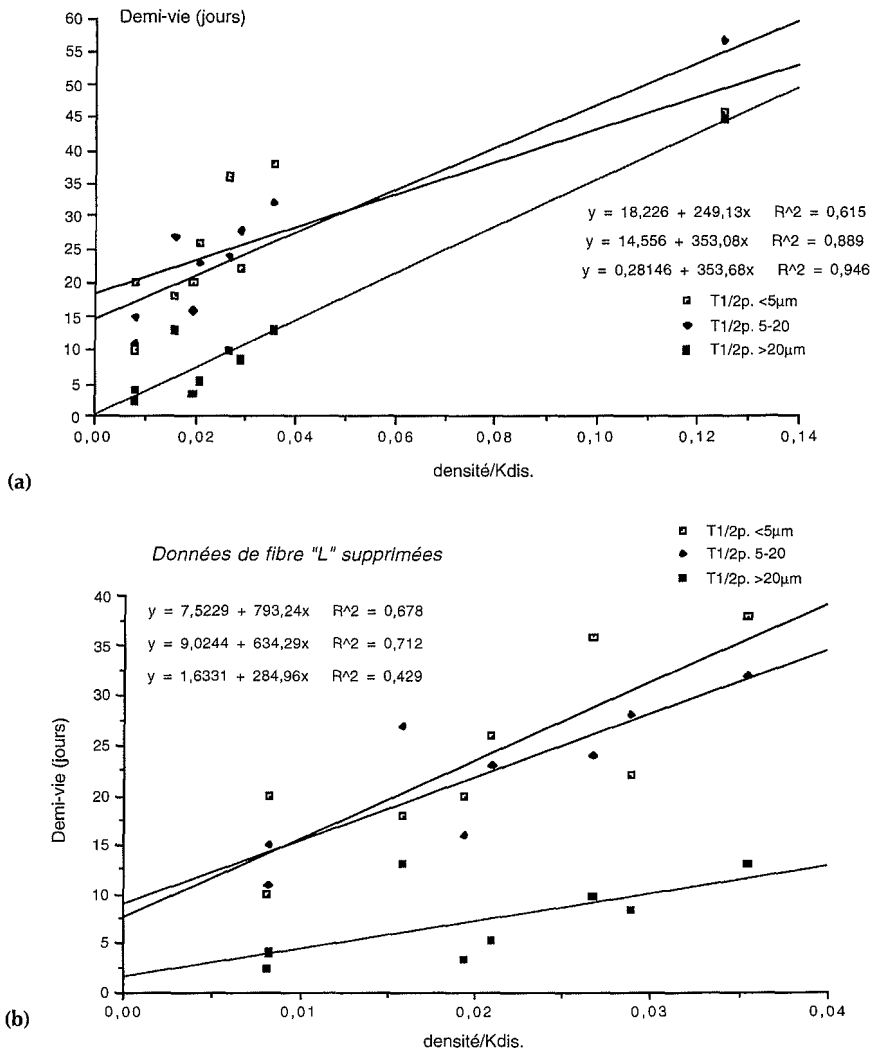 Demi-vie (jours)
60
55
50
45
40
35
30
25
20
15
10
5
0
y = 18,226 + 249,13x R^2 = 0,615
y = 14,556 + 353,08x R^2 = 0,889
y = 0,28146 + 353,68x R^2 = 0,946
T1/2p. <5µm
T1/2p. 5-20
T1/2p. >20µm
0,00 0,02 0,04 0,06 0,08 0,10 0,12 0,14
densité/Kdis.
(a)
T1/2p. <5µm
T1/2p. 5-20
T1/2p. >20µm
Données de fibre "L" supprimées
y = 7,5229 + 793,24x R^2 = 0,678
y = 9,0244 + 634,29x R^2 = 0,712
y = 1,6331 + 284,96x R^2 = 0,429
Demi-vie (jours)
40
35
30
25
20
15
10
5
0
0,00 0,01 0,02 0,03 0,04
densité/Kdis.
(b)